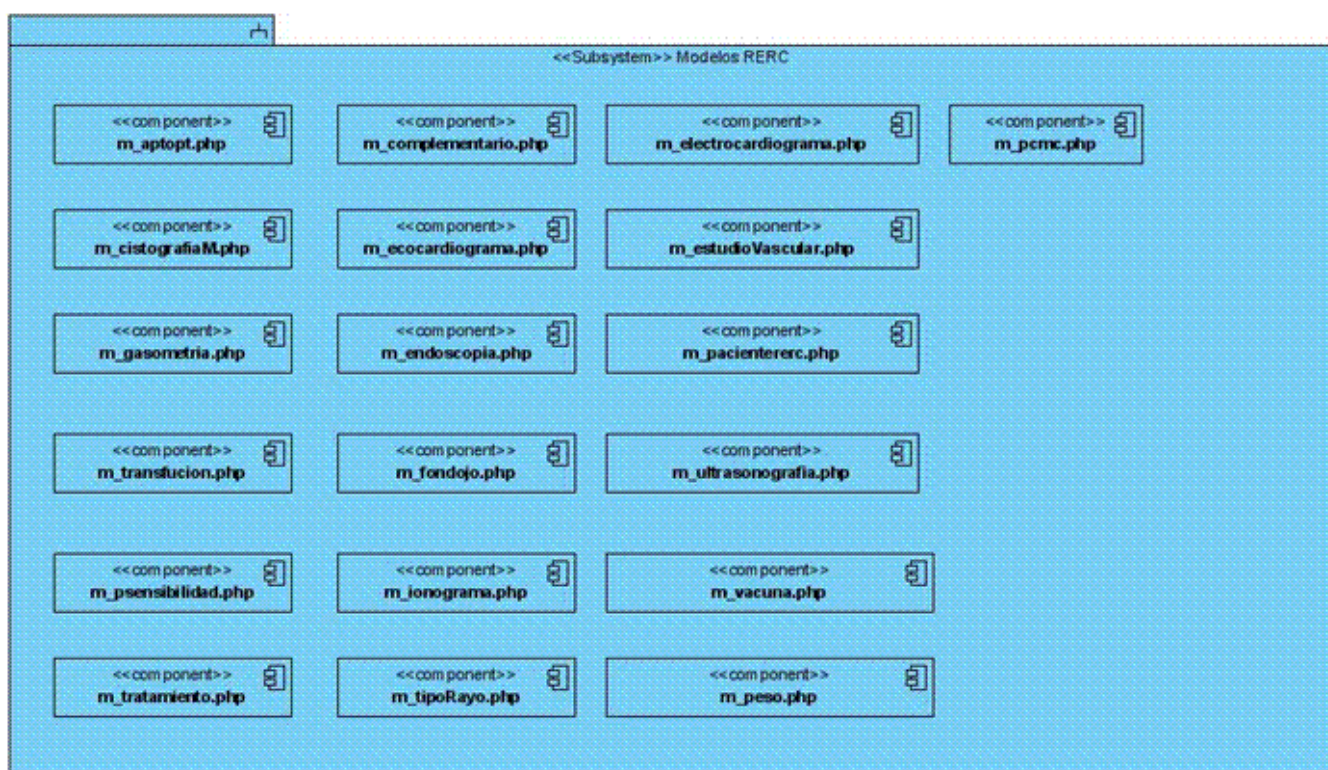 <<Subsystem>> Modelos RERC
<<component>>
m_aptopt.php
<<component>>
m_complementario.php
<<component>>
m_electrocardiograma.php
<<component>>
m_pcmc.php
<<component>>
m_cistografiaM.php
<<component>>
m_ecocardiograma.php
<<component>>
m_estudioVascular.php
<<component>>
m_gasometria.php
<<component>>
m_endoscopia.php
<<component>>
m_pacientererc.php
<<component>>
m_transfucion.php
<<component>>
m_fondojo.php
<<component>>
m_ultrasonografia.php
<<component>>
m_psensibilidad.php
<<component>>
m_ionograma.php
<<component>>
m_vacuna.php
<<component>>
m_tratamiento.php
<<component>>
m_tipoRayo.php
<<component>>
m_peso.php